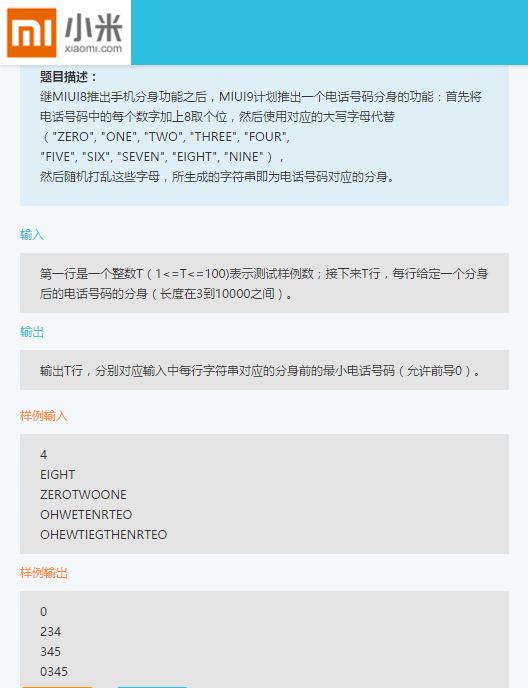 小米
xiaomi.com
题目描述：
继MIUI8推出手机分身功能之后，MIUI9计划推出一个电话号码分身的功能：首先将
电话号码中的每个数字加上8取个位，然后使用对应的大写字母代替
（"ZERO", "ONE", "TWO", "THREE", "FOUR",
"FIVE", "SIX", "SEVEN", "EIGHT", "NINE"），
然后随机打乱这些字母，所生成的字符串即为电话号码对应的分身。
输入
第一行是一个整数T（1<=T<=100)表示测试样例数；接下来T行，每行给定一个分身
后的电话号码的分身（长度在3到10000之间）。
输出
输出T行，分别对应输入中每行字符串对应的分身前的最小电话号码（允许前导0）。
样例输入
4
EIGHT
ZEROTWOONE
OHWETENRTEO
OHEWTIEGTHENRTEO
样例输出
0
234
345
0345